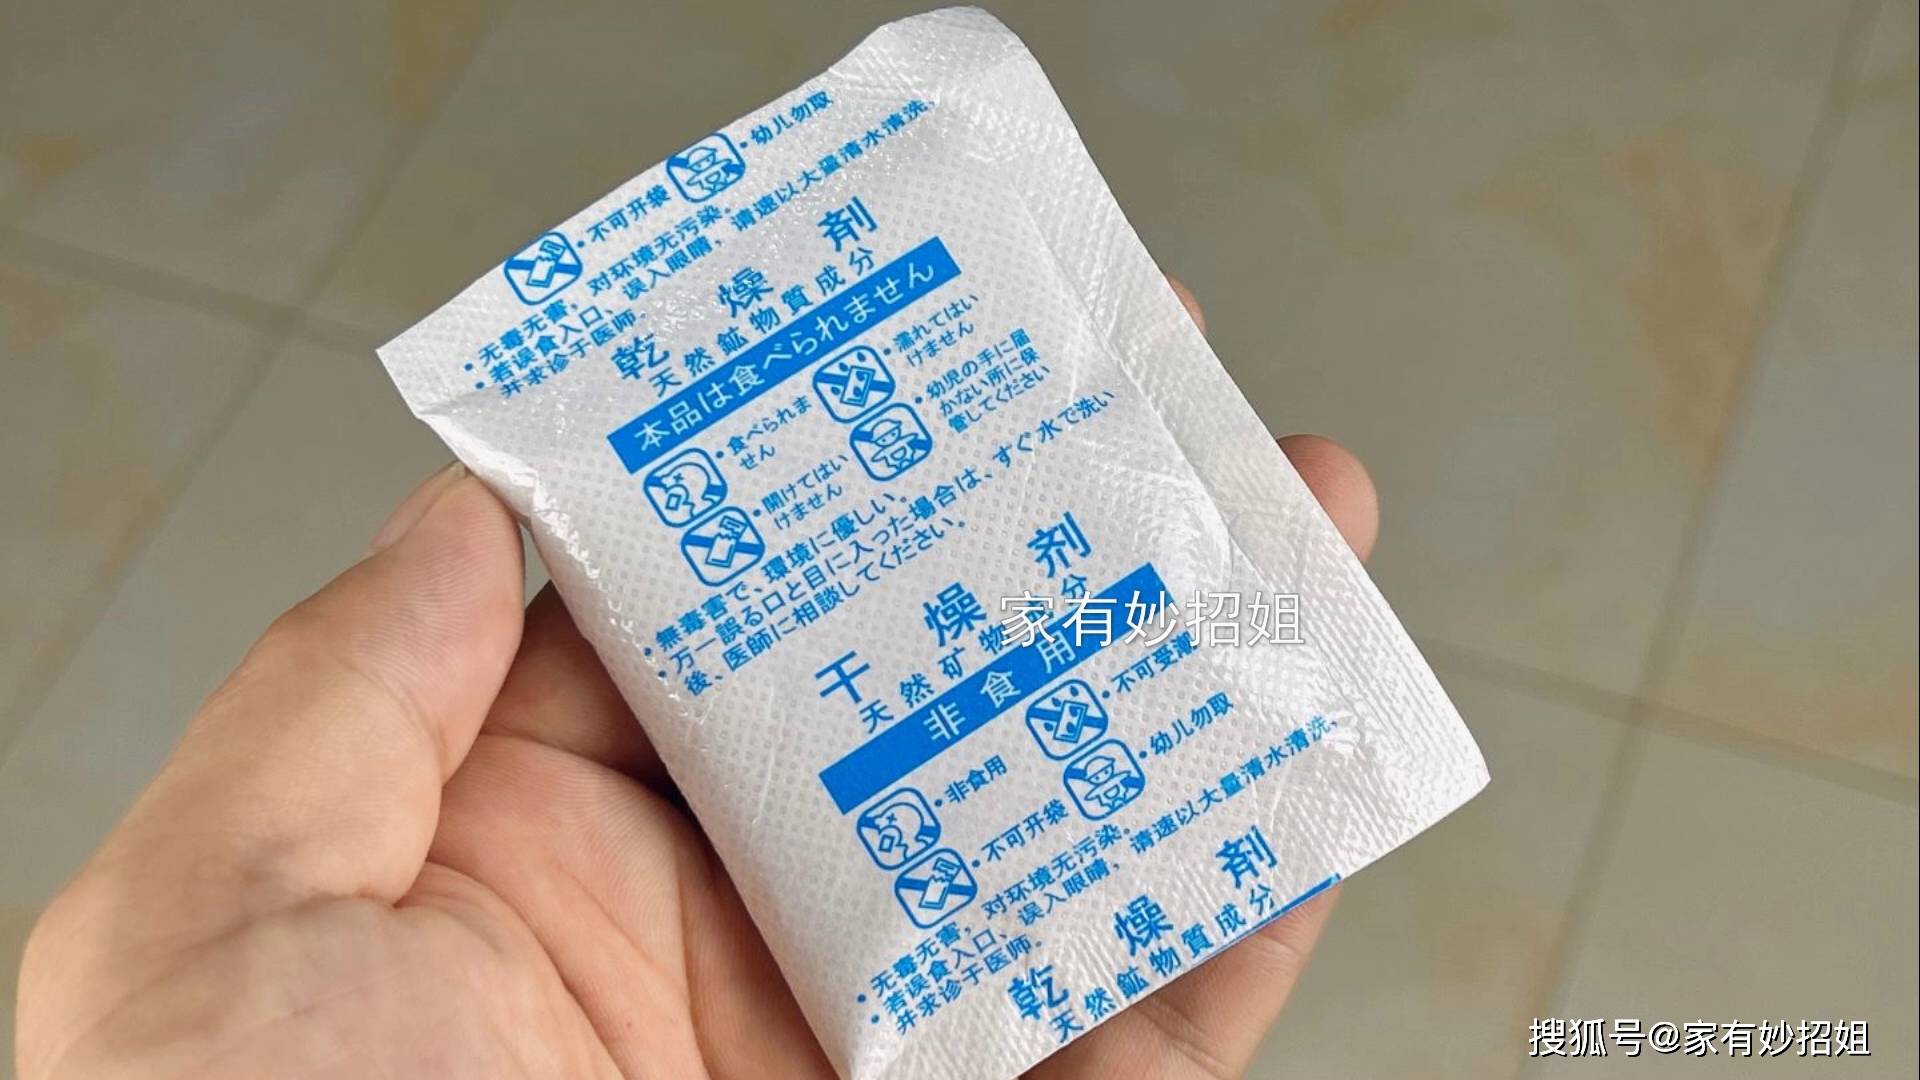 ・不可开袋
・幼儿勿取
・无毒无害，对环境无污染。
・若误食入口、误入眼睛，请速以大量清水清洗、
并求诊于医师。
乾燥剤
天然鉱物質成分
本品は食べられません
・食べられま
せん
・濡れてはい
けません
・開けてはい
けません
・幼児の手に届
かない所に保
管してください
・無毒害で、環境に優しい。
・万一誤る口と目に入った場合は、すぐ水で洗い
後、医師に相談してください。
干燥剂
天然矿物 分
家有妙招姐
非食用
・非食用
・不可受潮
・不可开袋
・幼儿勿取
・无毒无害，对环境无污染。
・若误食入口、误入眼睛，请速以大量清水清洗、
并求诊于医师。
乾燥剤
天然鉱物質成分
搜狐号@家有妙招姐